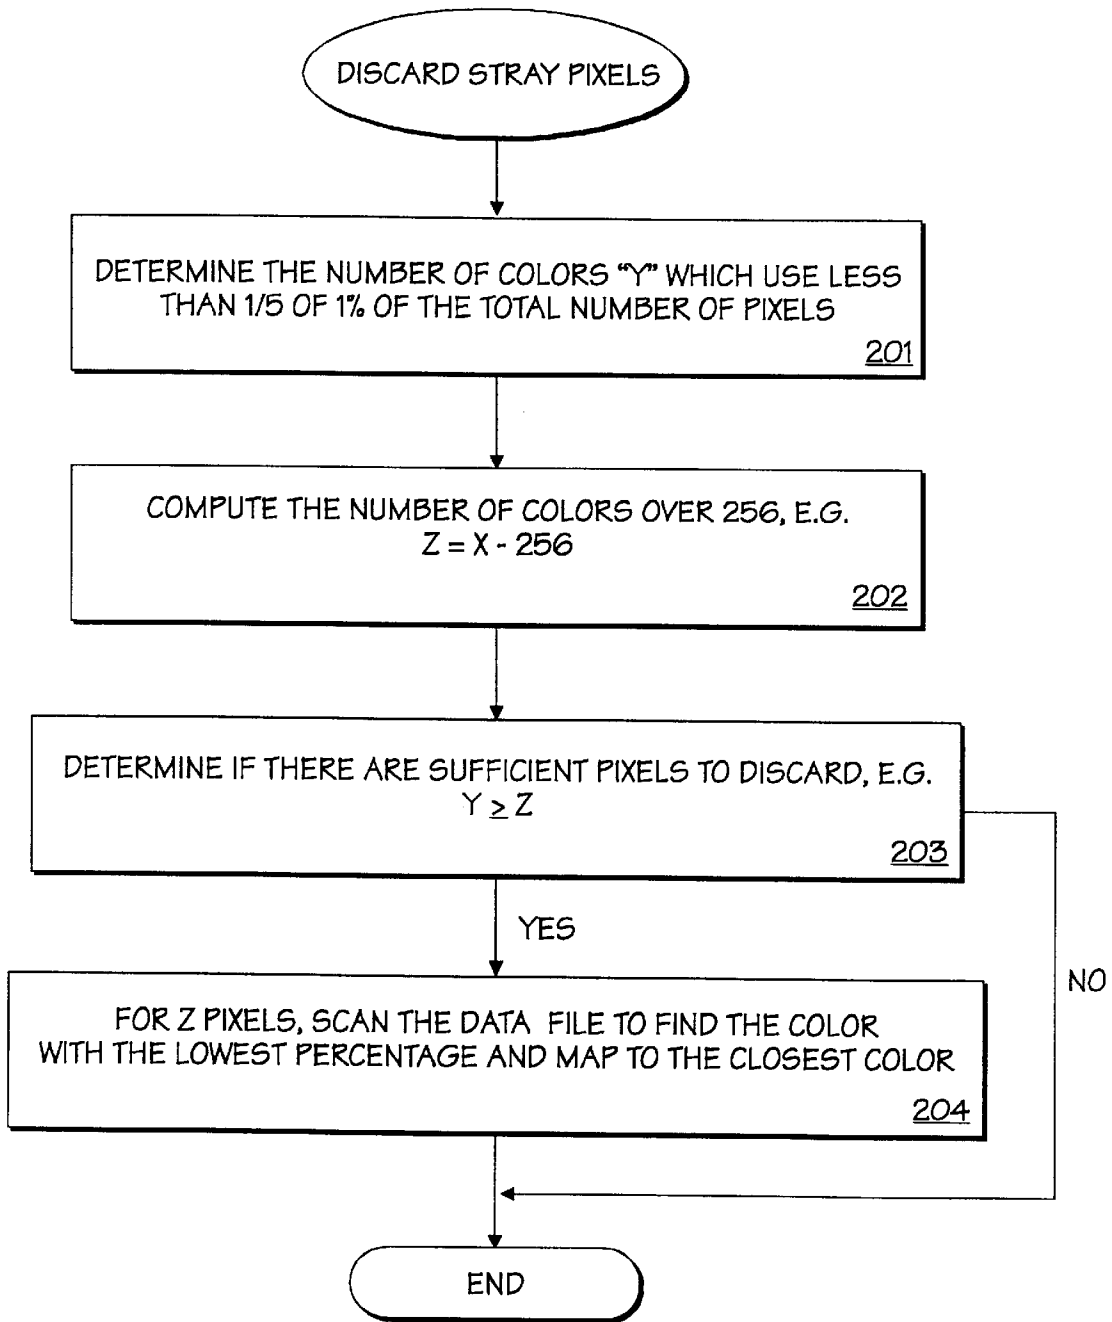 DISCARD STRAY PIXELS
DETERMINE THE NUMBER OF COLORS "Y" WHICH USE LESS
THAN 1/5 OF 1% OF THE TOTAL NUMBER OF PIXELS
201
COMPUTE THE NUMBER OF COLORS OVER 256, E.G.
Z = X - 256
202
DETERMINE IF THERE ARE SUFFICIENT PIXELS TO DISCARD, E.G.
Y ≥ Z
203
YES
NO
FOR Z PIXELS, SCAN THE DATA FILE TO FIND THE COLOR
WITH THE LOWEST PERCENTAGE AND MAP TO THE CLOSEST COLOR
204
END